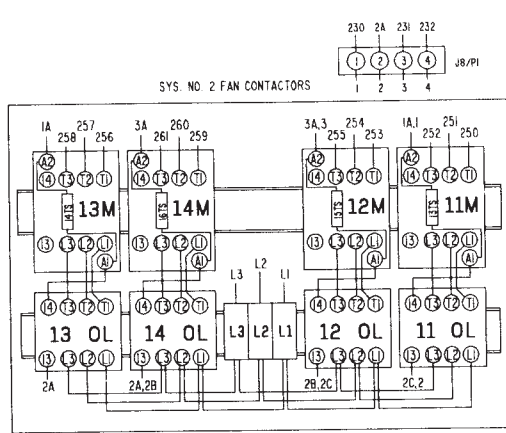 230 2A 231 232
1 2 3 4 J8/P1
1 2 3 4
SYS. NO. 2 FAN CONTACTORS
1A 258 257 256 3A 261 260 259 3A,3 255 254 253 1A,1 252 251 250
A2 A2 A2 A2
14 T3 T2 T1 14 T3 T2 T1 14 T3 T2 T1 14 T3 T2 T1
14TS 13M 16TS 14M 15TS 12M 13TS 11M
13 L3 L2 L1 13 L3 L2 L1 13 L3 L2 L1 13 L3 L2 L1
A1 A1 A1 A1
L3 L2 L1
14 T3 T2 T1 14 T3 T2 T1 14 T3 T2 T1 14 T3 T2 T1
13 OL 14 OL L3 L2 L1 12 OL 11 OL
13 L3 L2 L1 13 L3 L2 L1 13 L3 L2 L1 13 L3 L2 L1
2A 2A,2B 2B,2C 2C,2